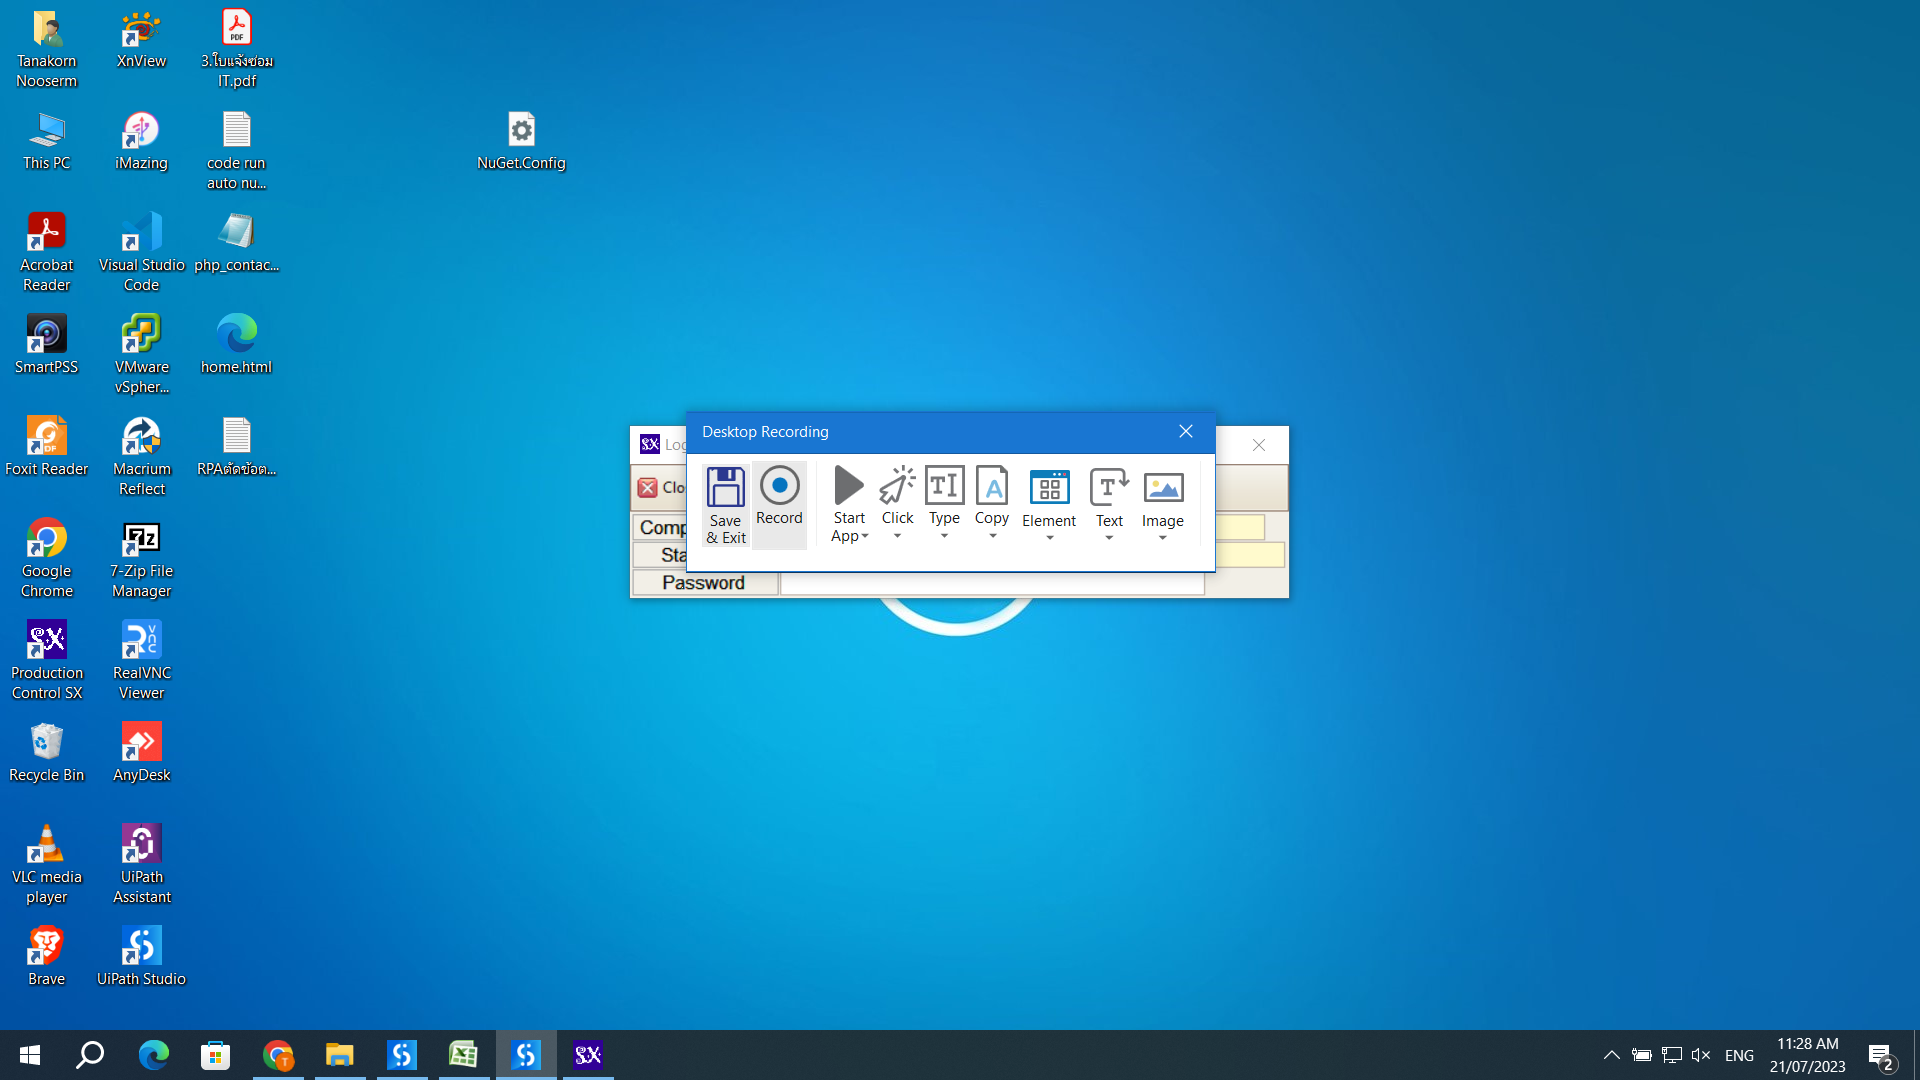 Tanakorn
Nooserm
XnView
PDF
3.ใบแจ้งซ่อม
IT.pdf
This PC
iMazing
code run
auto nu...
NuGet.Config
Acrobat
Reader
Visual Studio
Code
php_contac...
SmartPSS
VMware
vSpher...
home.html
Foxit Reader
Macrium
Reflect
RPAตัดข้อต...
Google
Chrome
7-Zip File
Manager
Production
Control SX
RealVNC
Viewer
Recycle Bin
AnyDesk
VLC media
player
UiPath
Assistant
Brave
UiPath Studio
SX Log
Clo
Comp
Sta
Password
Desktop Recording
Save
& Exit
Record
Start
App
Click
Type
Copy
Element
Text
Image
ENG
11:28 AM
21/07/2023
2